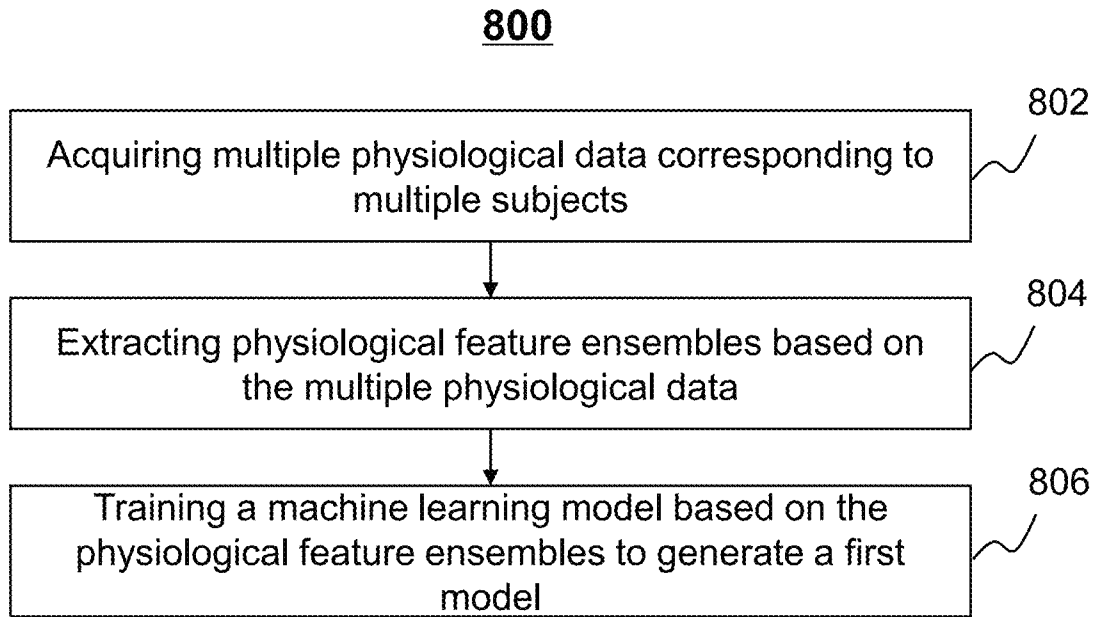 800
802
Acquiring multiple physiological data corresponding to
multiple subjects
804
Extracting physiological feature ensembles based on
the multiple physiological data
806
Training a machine learning model based on the
physiological feature ensembles to generate a first
model